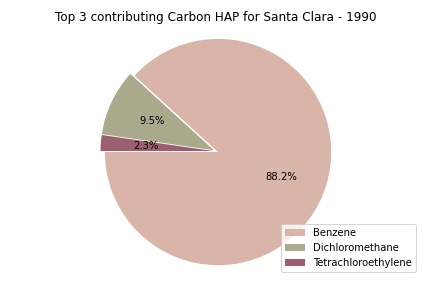 Top 3 contributing Carbon HAP for Santa Clara - 1990
9.5%
2.3%
88.2%
Benzene
Dichloromethane
Tetrachloroethylene